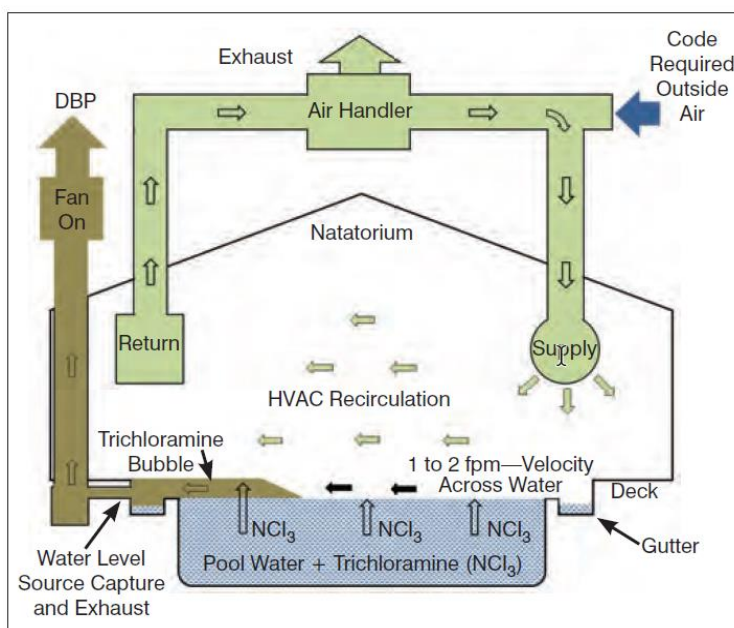 Exhaust
Code
Required
Outside
Air
DBP
Air Handler
Fan
On
Natatorium
Return
Supply
HVAC Recirculation
Trichloramine
Bubble
1 to 2 fpm—Velocity
Across Water
Deck
NCl₃ NCl₃ NCl₃
Pool Water + Trichloramine (NCl₃)
Gutter
Water Level
Source Capture
and Exhaust